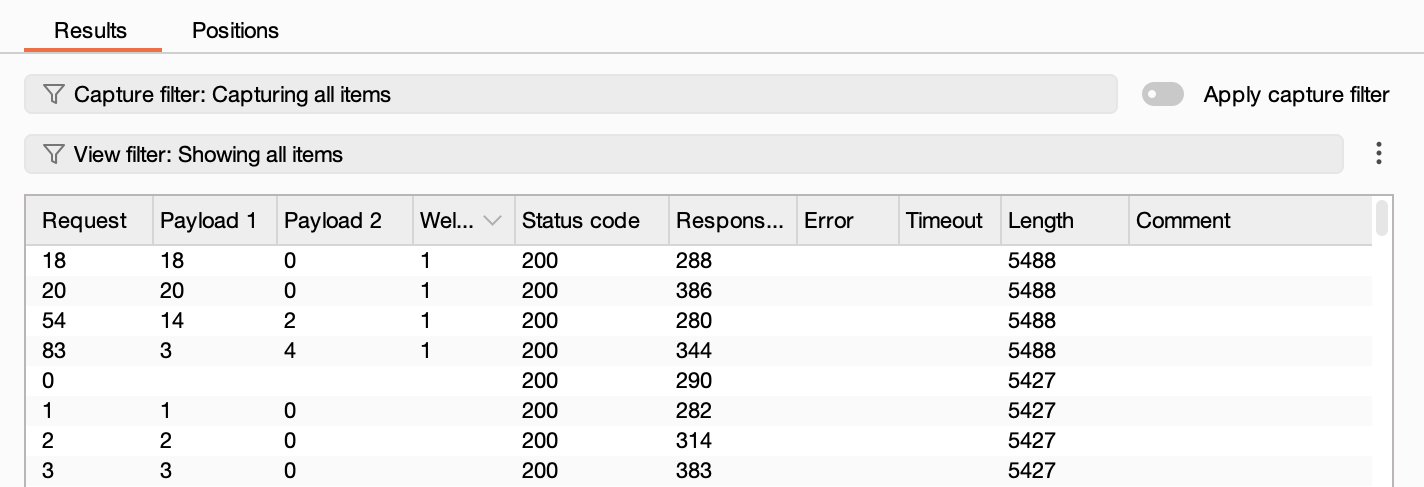 Results Positions
Capture filter: Capturing all items Apply capture filter
View filter: Showing all items
Request Payload 1 Payload 2 Wel... Status code Respons... Error Timeout Length Comment
18 18 0 1 200 288 5488
20 20 0 1 200 386 5488
54 14 2 1 200 280 5488
83 3 4 1 200 344 5488
0 200 290 5427
1 1 0 200 282 5427
2 2 0 200 314 5427
3 3 0 200 383 5427